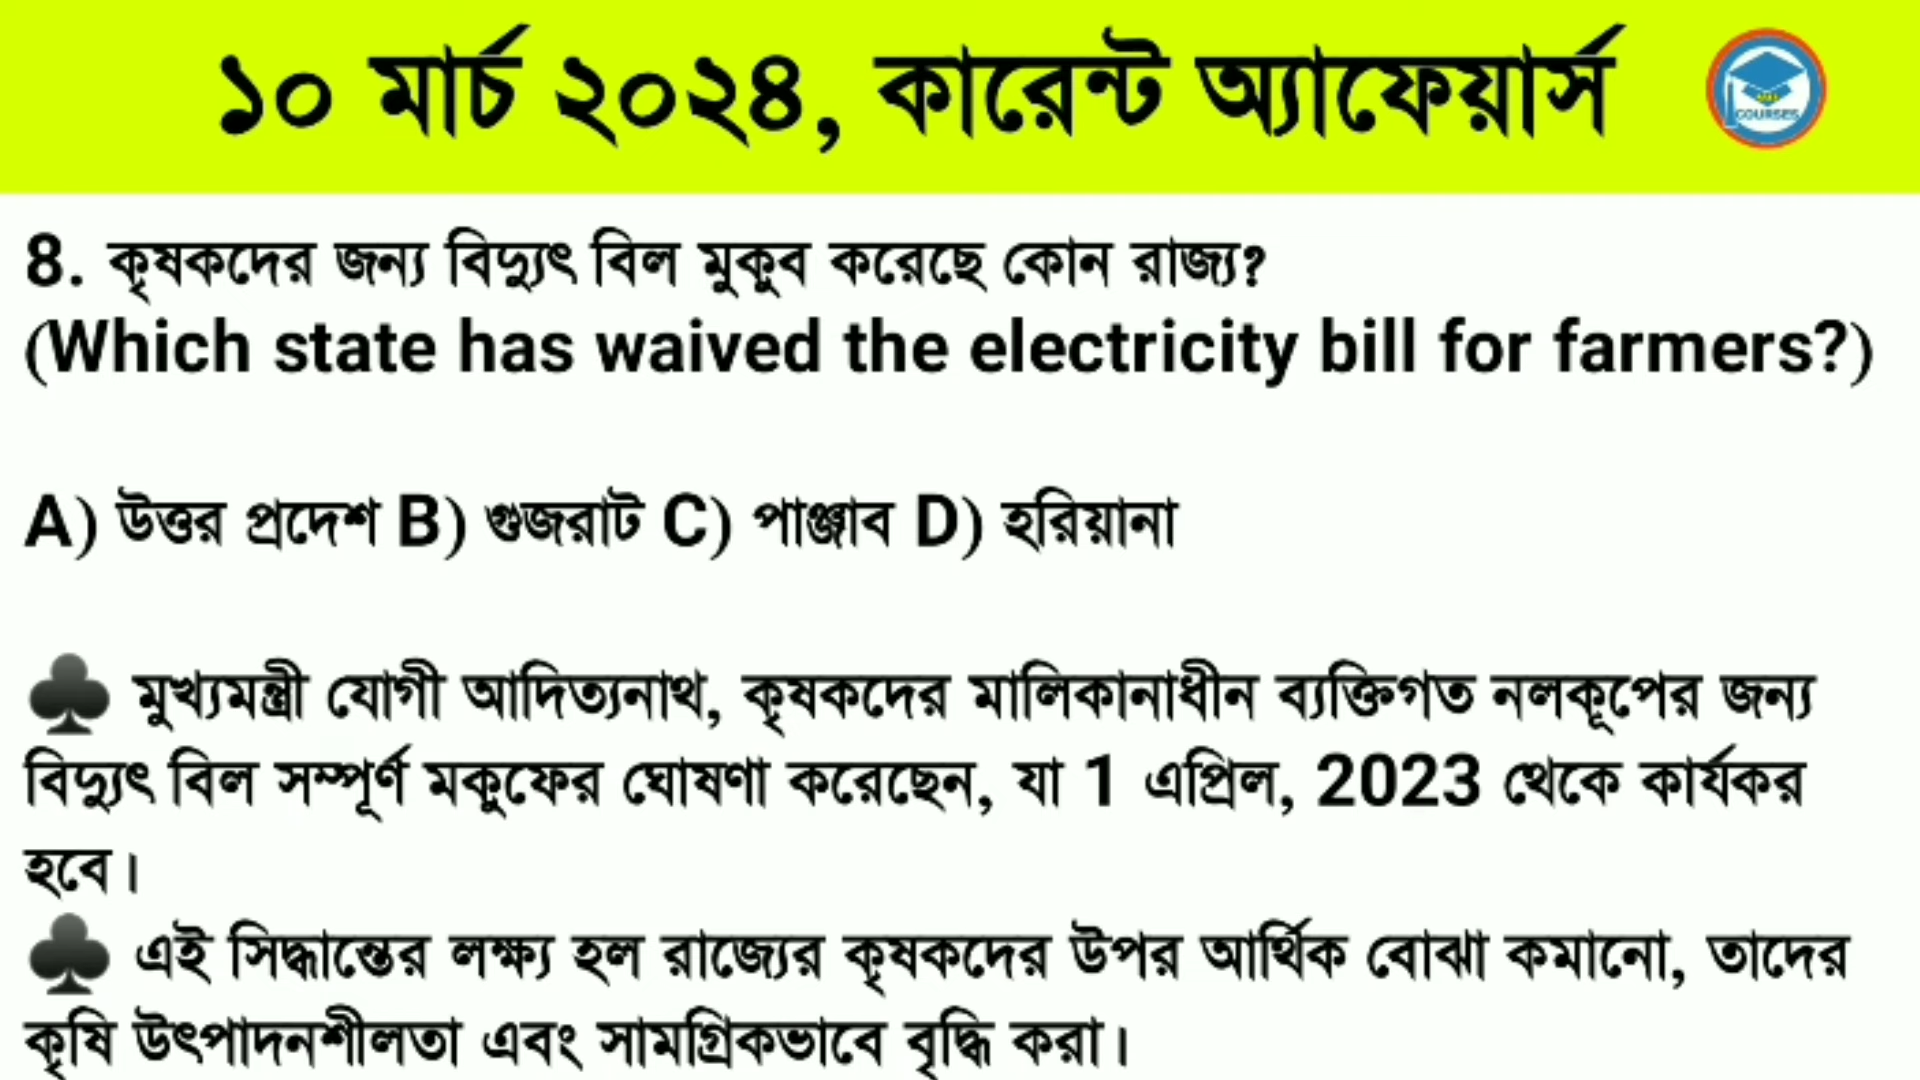 ১০ মার্চ ২০২৪, কারেন্ট অ্যাফেয়ার্স
COURSES
8. কৃষকদের জন্য বিদ্যুৎ বিল মুকুব করেছে কোন রাজ্য?
(Which state has waived the electricity bill for farmers?)
A) উত্তর প্রদেশ B) গুজরাট C) পাঞ্জাব D) হরিয়ানা
♣ মুখ্যমন্ত্রী যোগী আদিত্যনাথ, কৃষকদের মালিকানাধীন ব্যক্তিগত নলকূপের জন্য
বিদ্যুৎ বিল সম্পূর্ণ মকুফের ঘোষণা করেছেন, যা 1 এপ্রিল, 2023 থেকে কার্যকর
হবে।
♣ এই সিদ্ধান্তের লক্ষ্য হল রাজ্যের কৃষকদের উপর আর্থিক বোঝা কমানো, তাদের
কৃষি উৎপাদনশীলতা এবং সামগ্রিকভাবে বৃদ্ধি করা।